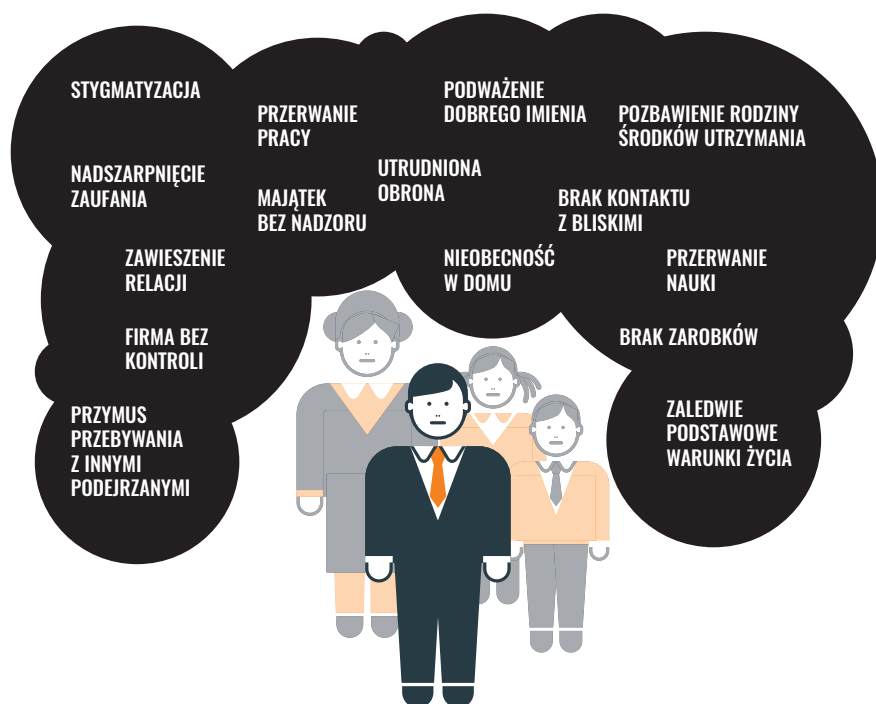 STYGMATYZACJA
PRZERWANIE
PRACY
PODWAŻENIE
DOBREGO IMIENIA
POZBAWIENIE RODZINY
ŚRODKÓW UTRZYMANIA
NADSZARPNIĘCIE
ZAUFANIA
MAJĄTEK
BEZ NADZORU
UTRUDNIONA
OBRONA
BRAK KONTAKTU
Z BLISKIMI
ZAWIESZENIE
RELACJI
NIEOBECNOŚĆ
W DOMU
PRZERWANIE
NAUKI
FIRMA BEZ
KONTROLI
BRAK ZAROBKÓW
PRZYMUS
PRZEBYWANIA
Z INNYMI
PODEJRZANYMI
ZALEDWIE
PODSTAWOWE
WARUNKI ŻYCIA